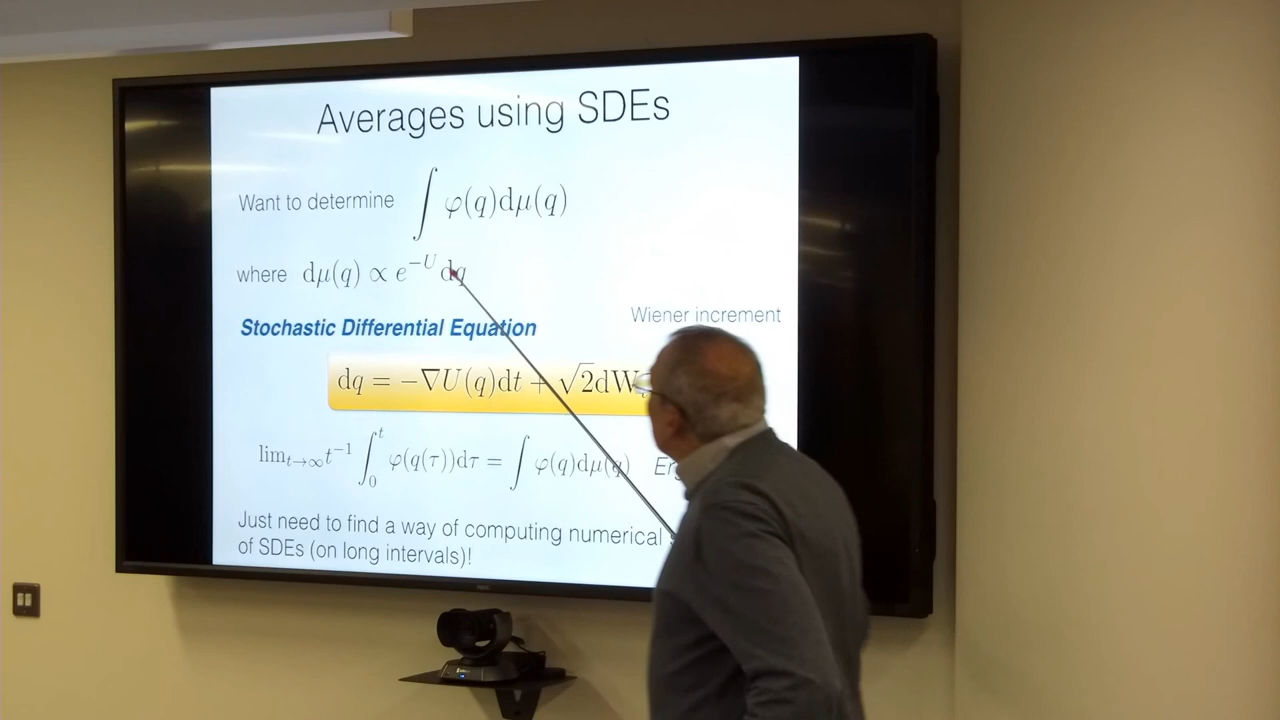 Averages using SDEs
Want to determine ∫ φ(q)dμ(q)
where dμ(q) ∝ e^{-U} dq
Stochastic Differential Equation
Wiener increment
dq = −∇U(q)dt + √2dW
lim_{t→∞} t^{-1} ∫_0^t φ(q(τ))dτ = ∫ φ(q)dμ(q)
Just need to find a way of computing numerical
of SDEs (on long intervals)!